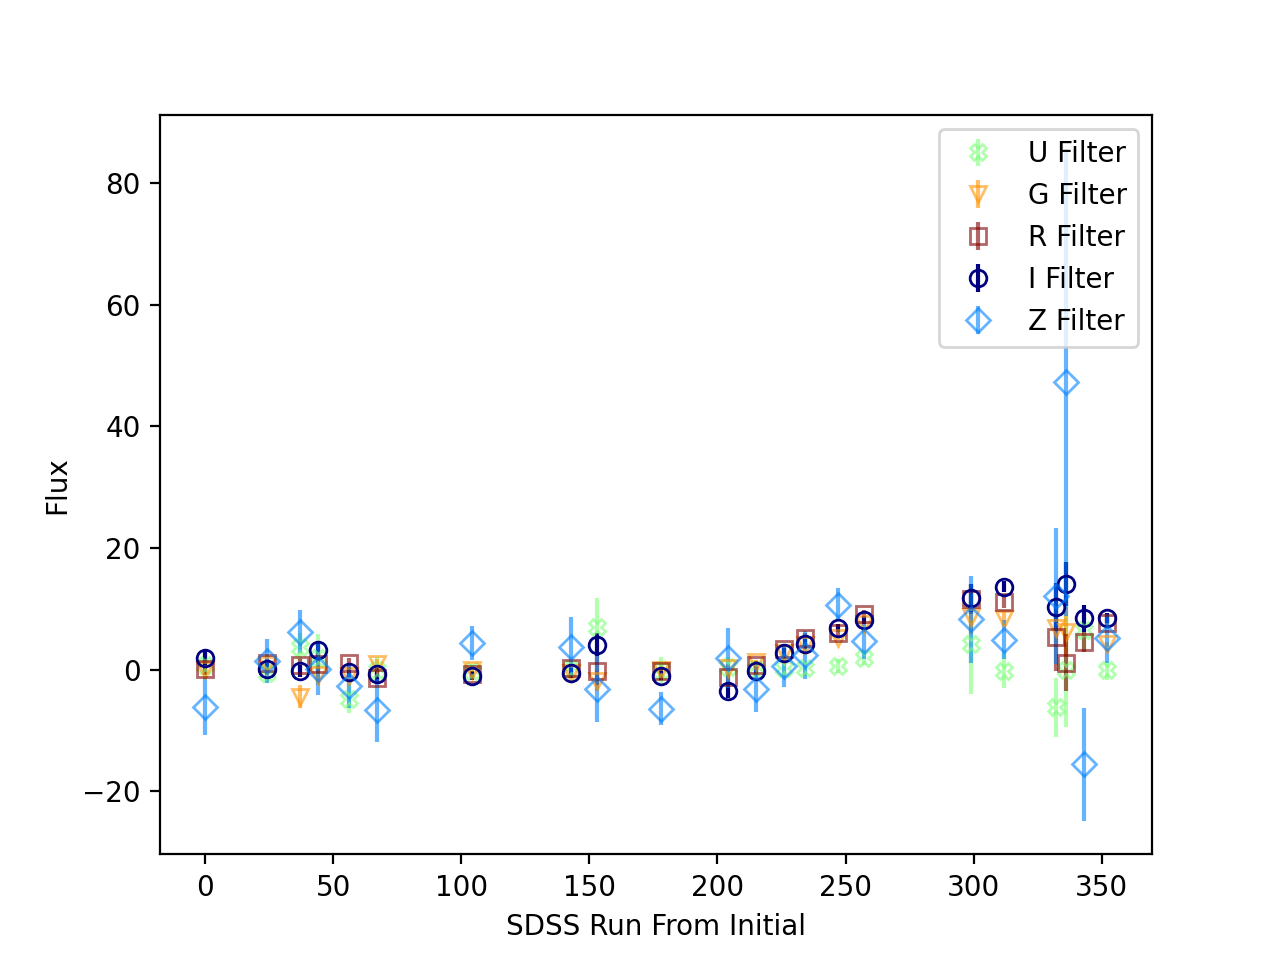 U Filter
G Filter
R Filter
I Filter
Z Filter
80
60
40
20
0
−20
Flux
0 50 100 150 200 250 300 350
SDSS Run From Initial